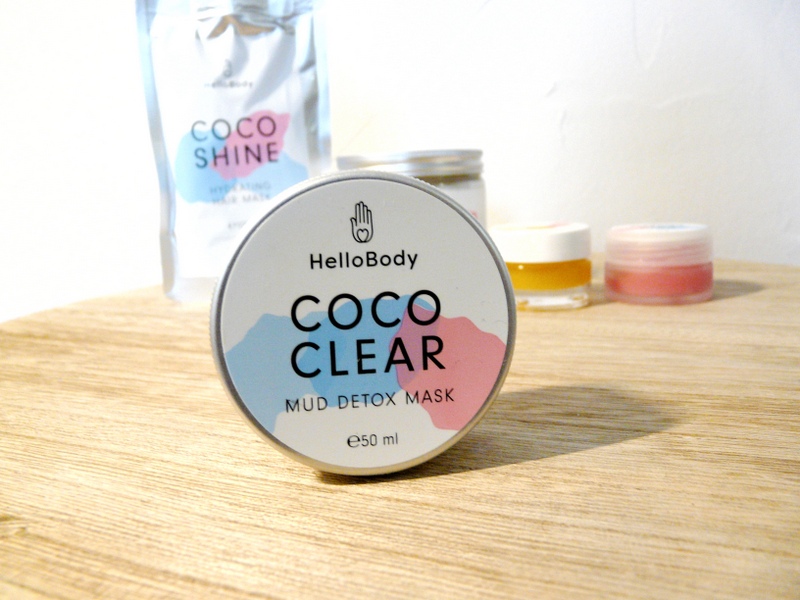 HelloBody
COCO
SHINE
HYDRATING
HAIR MASK
HelloBody
COCO
CLEAR
MUD DETOX MASK
℮50 ml